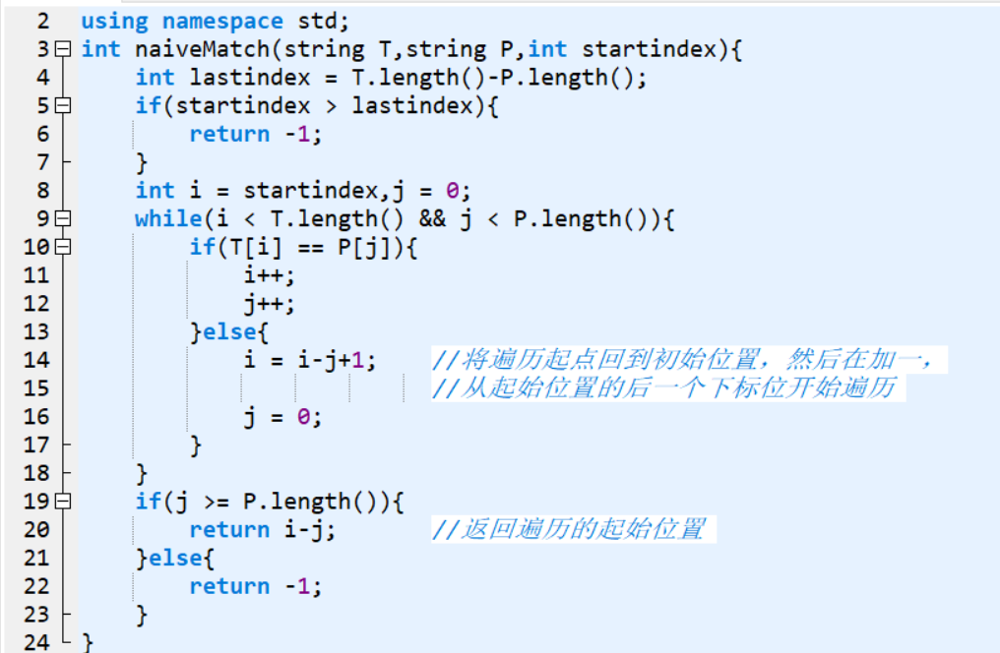 2 using namespace std;
3 int naiveMatch(string T,string P,int startindex){
4 int lastindex = T.length()-P.length();
5 if(startindex > lastindex){
6 return -1;
7 }
8 int i = startindex,j = 0;
9 while(i < T.length() && j < P.length()){
10 if(T[i] == P[j]){
11 i++;
12 j++;
13 }else{
14 i = i-j+1; //将遍历起点回到初始位置，然后在加一，
15 //从起始位置的后一个下标位开始遍历
16 j = 0;
17 }
18 }
19 if(j >= P.length()){
20 return i-j; //返回遍历的起始位置
21 }else{
22 return -1;
23 }
24 }